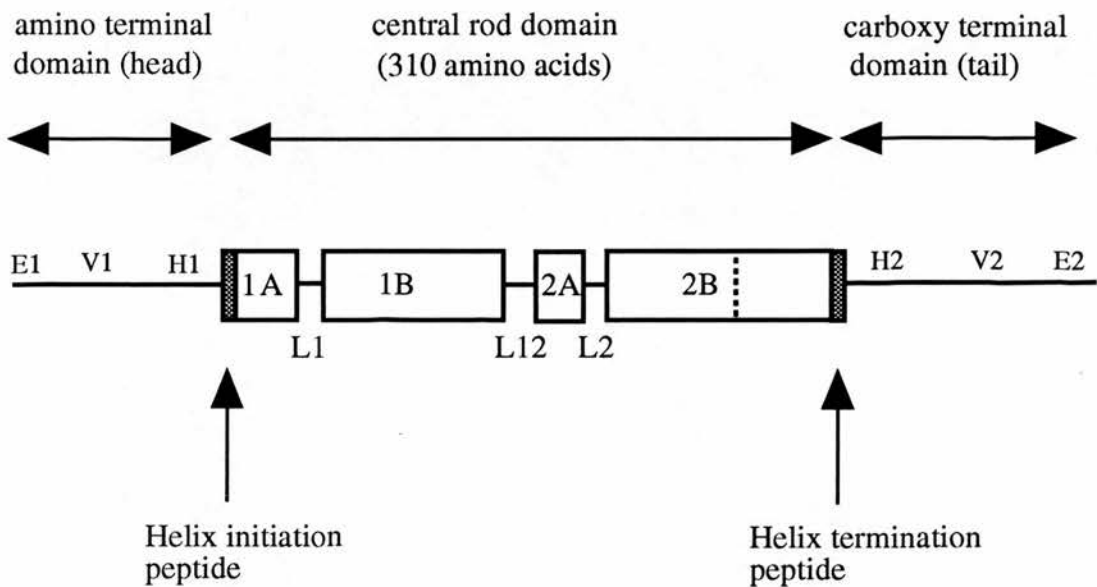 amino terminal
domain (head)
central rod domain
(310 amino acids)
carboxy terminal
domain (tail)
E1 V1 H1 1A 1B 2A 2B H2 V2 E2
L1 L12 L2
Helix initiation
peptide
Helix termination
peptide